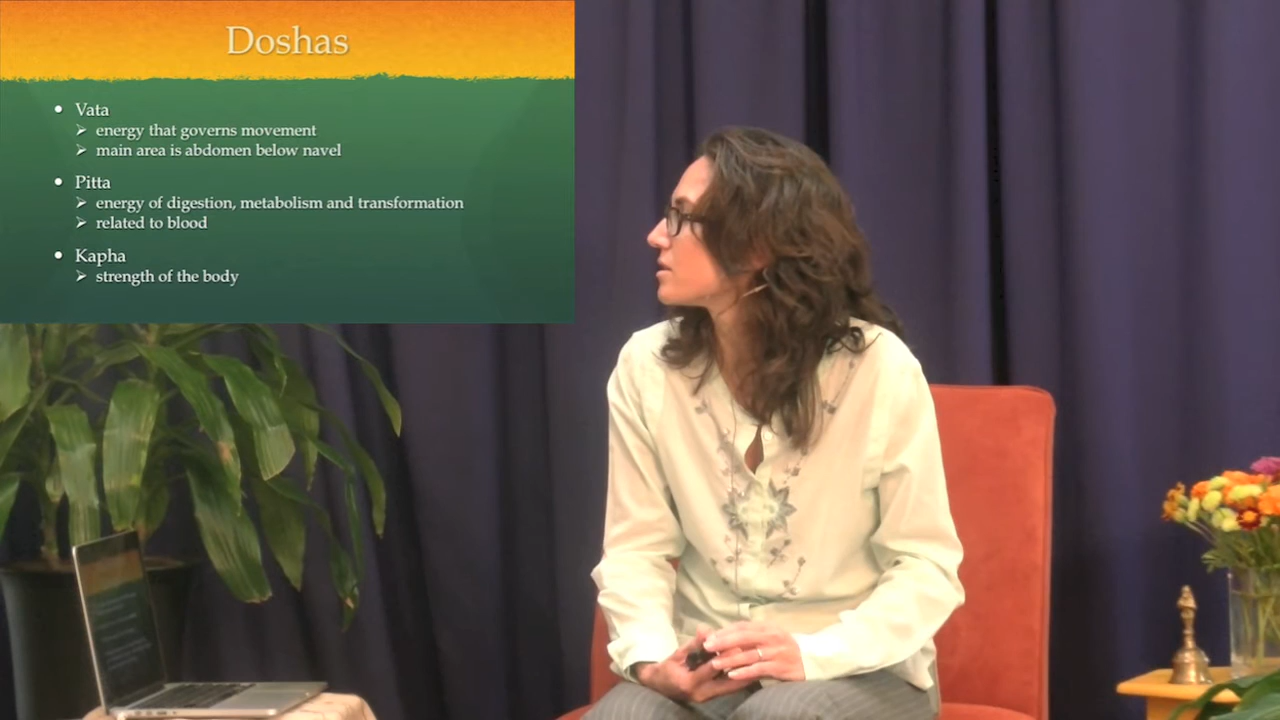 Doshas
• Vata
➢ energy that governs movement
➢ main area is abdomen below navel
• Pitta
➢ energy of digestion, metabolism and transformation
➢ related to blood
• Kapha
➢ strength of the body